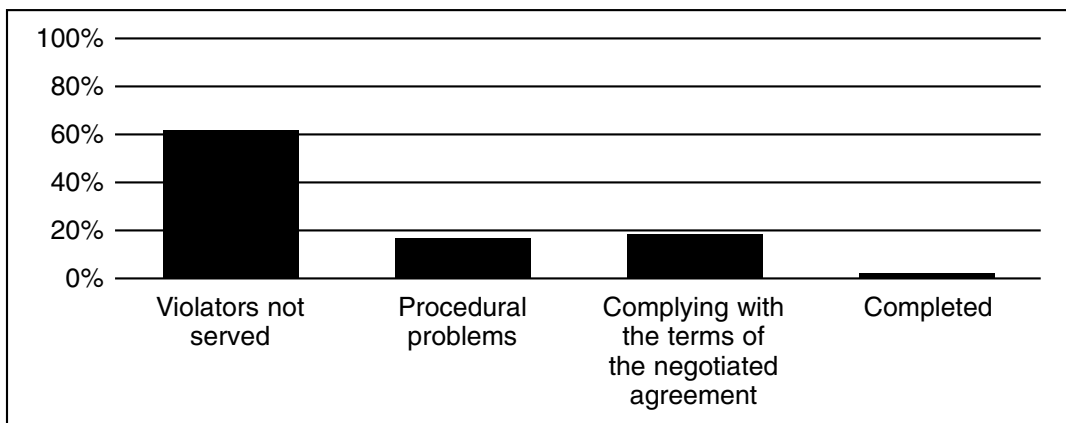 100%
80%
60%
40%
20%
0%
Violators not
served
Procedural
problems
Complying with
the terms of
the negotiated
agreement
Completed